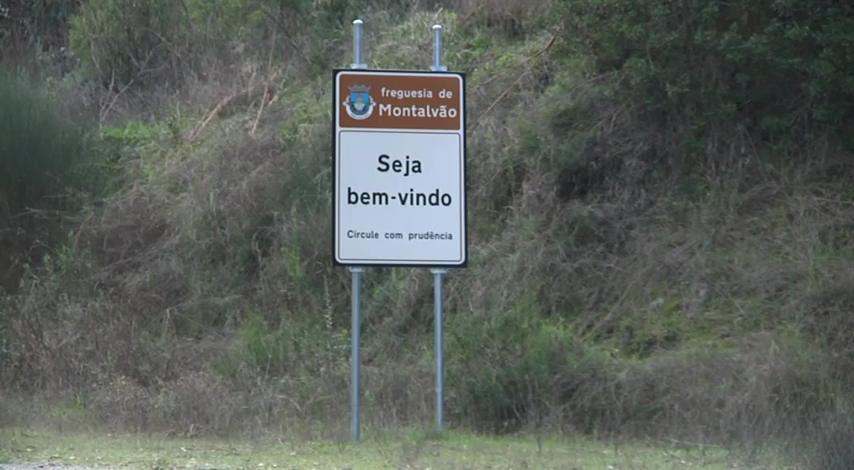 freguesia de
Montalvão
Seja
bem-vindo
Circule com prudência